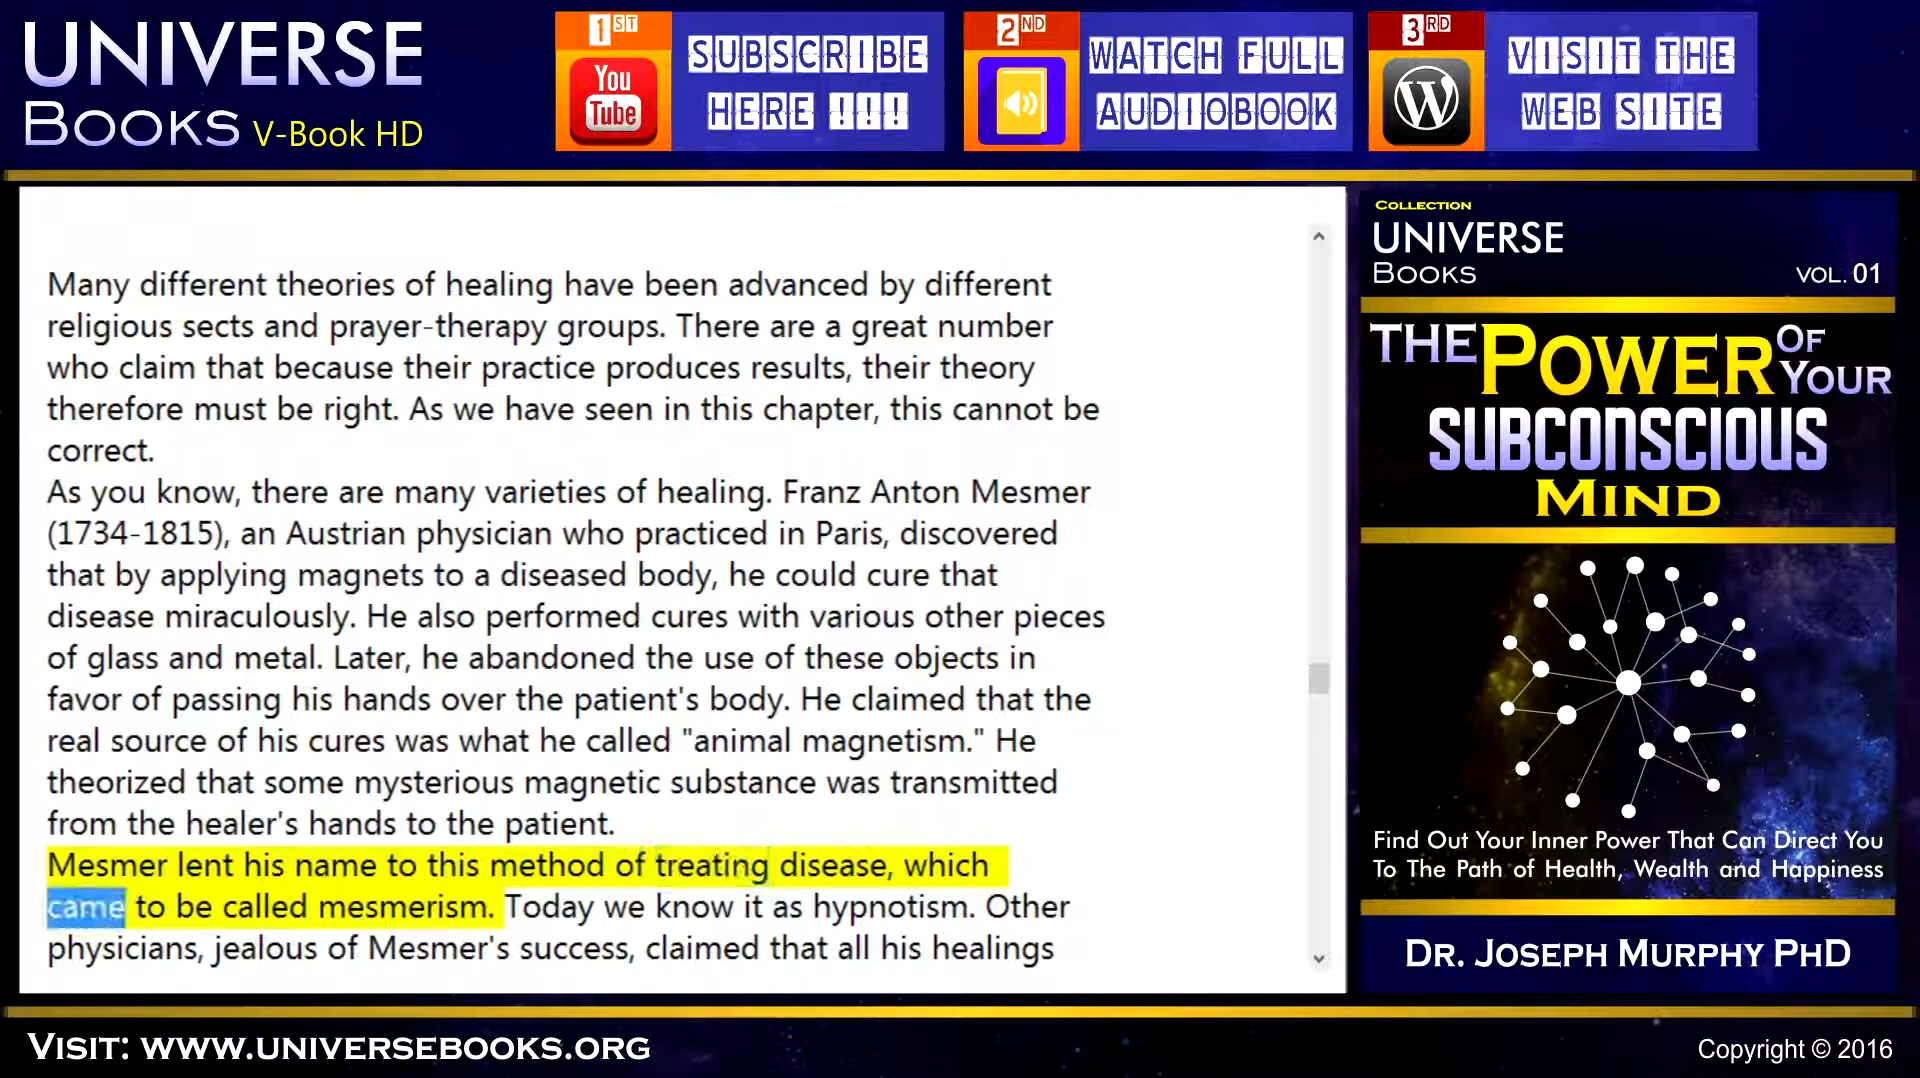 UNIVERSE
BOOKS V-Book HD
1ST
You
Tube
SUBSCRIBE
HERE !!!
2ND
WATCH FULL
AUDIOBOOK
3RD
VISIT THE
WEB SITE
Many different theories of healing have been advanced by different
religious sects and prayer-therapy groups. There are a great number
who claim that because their practice produces results, their theory
therefore must be right. As we have seen in this chapter, this cannot be
correct.
As you know, there are many varieties of healing. Franz Anton Mesmer
(1734-1815), an Austrian physician who practiced in Paris, discovered
that by applying magnets to a diseased body, he could cure that
disease miraculously. He also performed cures with various other pieces
of glass and metal. Later, he abandoned the use of these objects in
favor of passing his hands over the patient's body. He claimed that the
real source of his cures was what he called "animal magnetism." He
theorized that some mysterious magnetic substance was transmitted
from the healer's hands to the patient.
Mesmer lent his name to this method of treating disease, which
came to be called mesmerism. Today we know it as hypnotism. Other
physicians, jealous of Mesmer's success, claimed that all his healings
COLLECTION
UNIVERSE
BOOKS VOL. 01
THE POWER OF YOUR
SUBCONSCIOUS
MIND
Find Out Your Inner Power That Can Direct You
To The Path of Health, Wealth and Happiness
DR. JOSEPH MURPHY PHD
VISIT: WWW.UNIVERSEBOOKS.ORG
Copyright © 2016